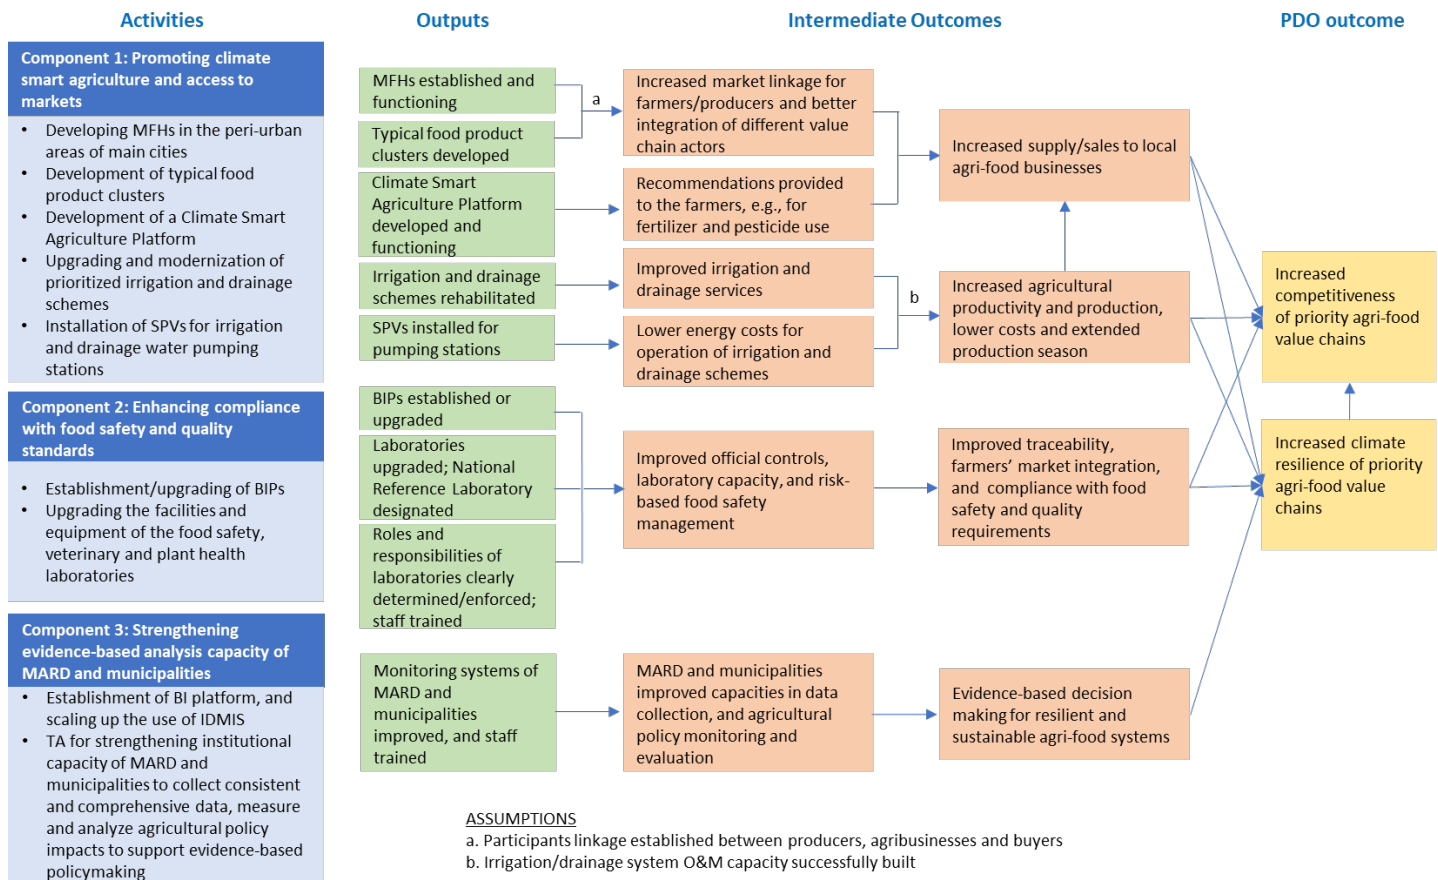 Activities
Outputs
Intermediate Outcomes
PDO outcome
Component 1: Promoting climate
smart agriculture and access to
markets
• Developing MFHs in the peri-urban
areas of main cities
• Development of typical food
product clusters
• Development of a Climate Smart
Agriculture Platform
• Upgrading and modernization of
prioritized irrigation and drainage
schemes
• Installation of SPVs for irrigation
and drainage water pumping
stations
Component 2: Enhancing compliance
with food safety and quality
standards
• Establishment/upgrading of BIPs
• Upgrading the facilities and
equipment of the food safety,
veterinary and plant health
laboratories
Component 3: Strengthening
evidence-based analysis capacity of
MARD and municipalities
• Establishment of BI platform, and
scaling up the use of IDMIS
• TA for strengthening institutional
capacity of MARD and
municipalities to collect consistent
and comprehensive data, measure
and analyze agricultural policy
impacts to support evidence-based
policymaking
MFHs established and
functioning
Typical food product
clusters developed
Climate Smart
Agriculture Platform
developed and
functioning
Irrigation and drainage
schemes rehabilitated
SPVs installed for
pumping stations
BIPs established or
upgraded
Laboratories
upgraded; National
Reference Laboratory
designated
Roles and
responsibilities of
laboratories clearly
determined/enforced;
staff trained
Monitoring systems of
MARD and
municipalities
improved, and staff
trained
a
Increased market linkage for
farmers/producers and better
integration of different value
chain actors
Recommendations provided
to the farmers, e.g., for
fertilizer and pesticide use
Improved irrigation and
drainage services
Lower energy costs for
operation of irrigation and
drainage schemes
Improved official controls,
laboratory capacity, and risk-
based food safety
management
MARD and municipalities
improved capacities in data
collection, and agricultural
policy monitoring and
evaluation
b
Increased supply/sales to local
agri-food businesses
Increased agricultural
productivity and production,
lower costs and extended
production season
Improved traceability,
farmers’ market integration,
and compliance with food
safety and quality
requirements
Evidence-based decision
making for resilient and
sustainable agri-food systems
Increased
competitiveness
of priority agri-food
value chains
Increased climate
resilience of priority
agri-food value
chains
ASSUMPTIONS
a. Participants linkage established between producers, agribusinesses and buyers
b. Irrigation/drainage system O&M capacity successfully built